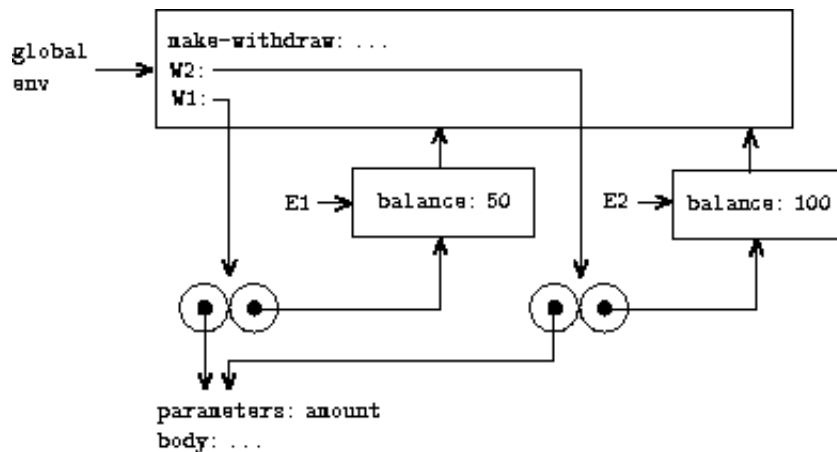 global
env
make-withdraw: ...
W2:
W1:
E1
balance: 50
E2
balance: 100
parameters: amount
body: ...